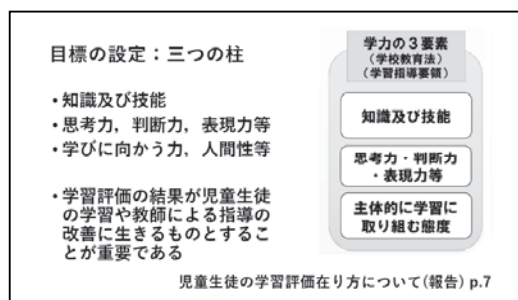 目標の設定：三つの柱
・知識及び技能
・思考力，判断力，表現力等
・学びに向かう力，人間性等
・学習評価の結果が児童生徒
の学習や教師による指導の
改善に生きるものとするこ
とが重要である
学力の３要素
（学校教育法）
（学習指導要領）
知識及び技能
思考力・判断力
・表現力等
主体的に学習に
取り組む態度
児童生徒の学習評価在り方について(報告) p.7